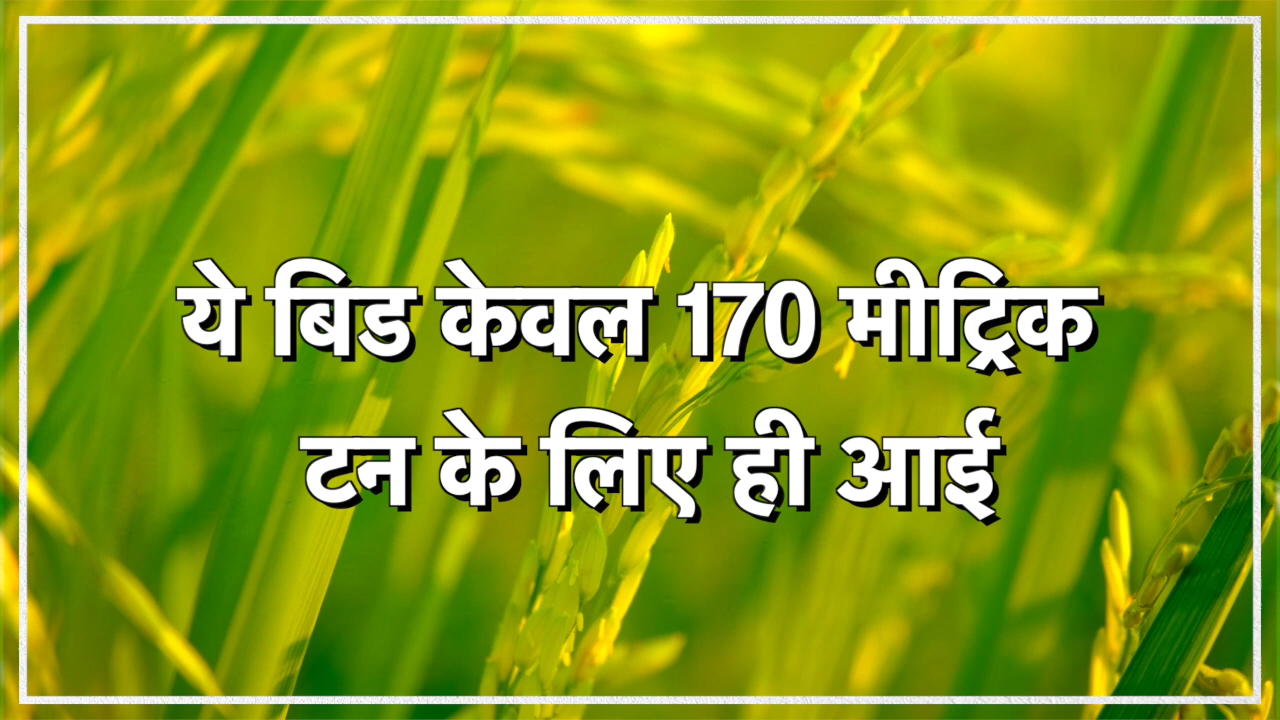 ये बिड केवल 170 मीट्रिक
टन के लिए ही आई